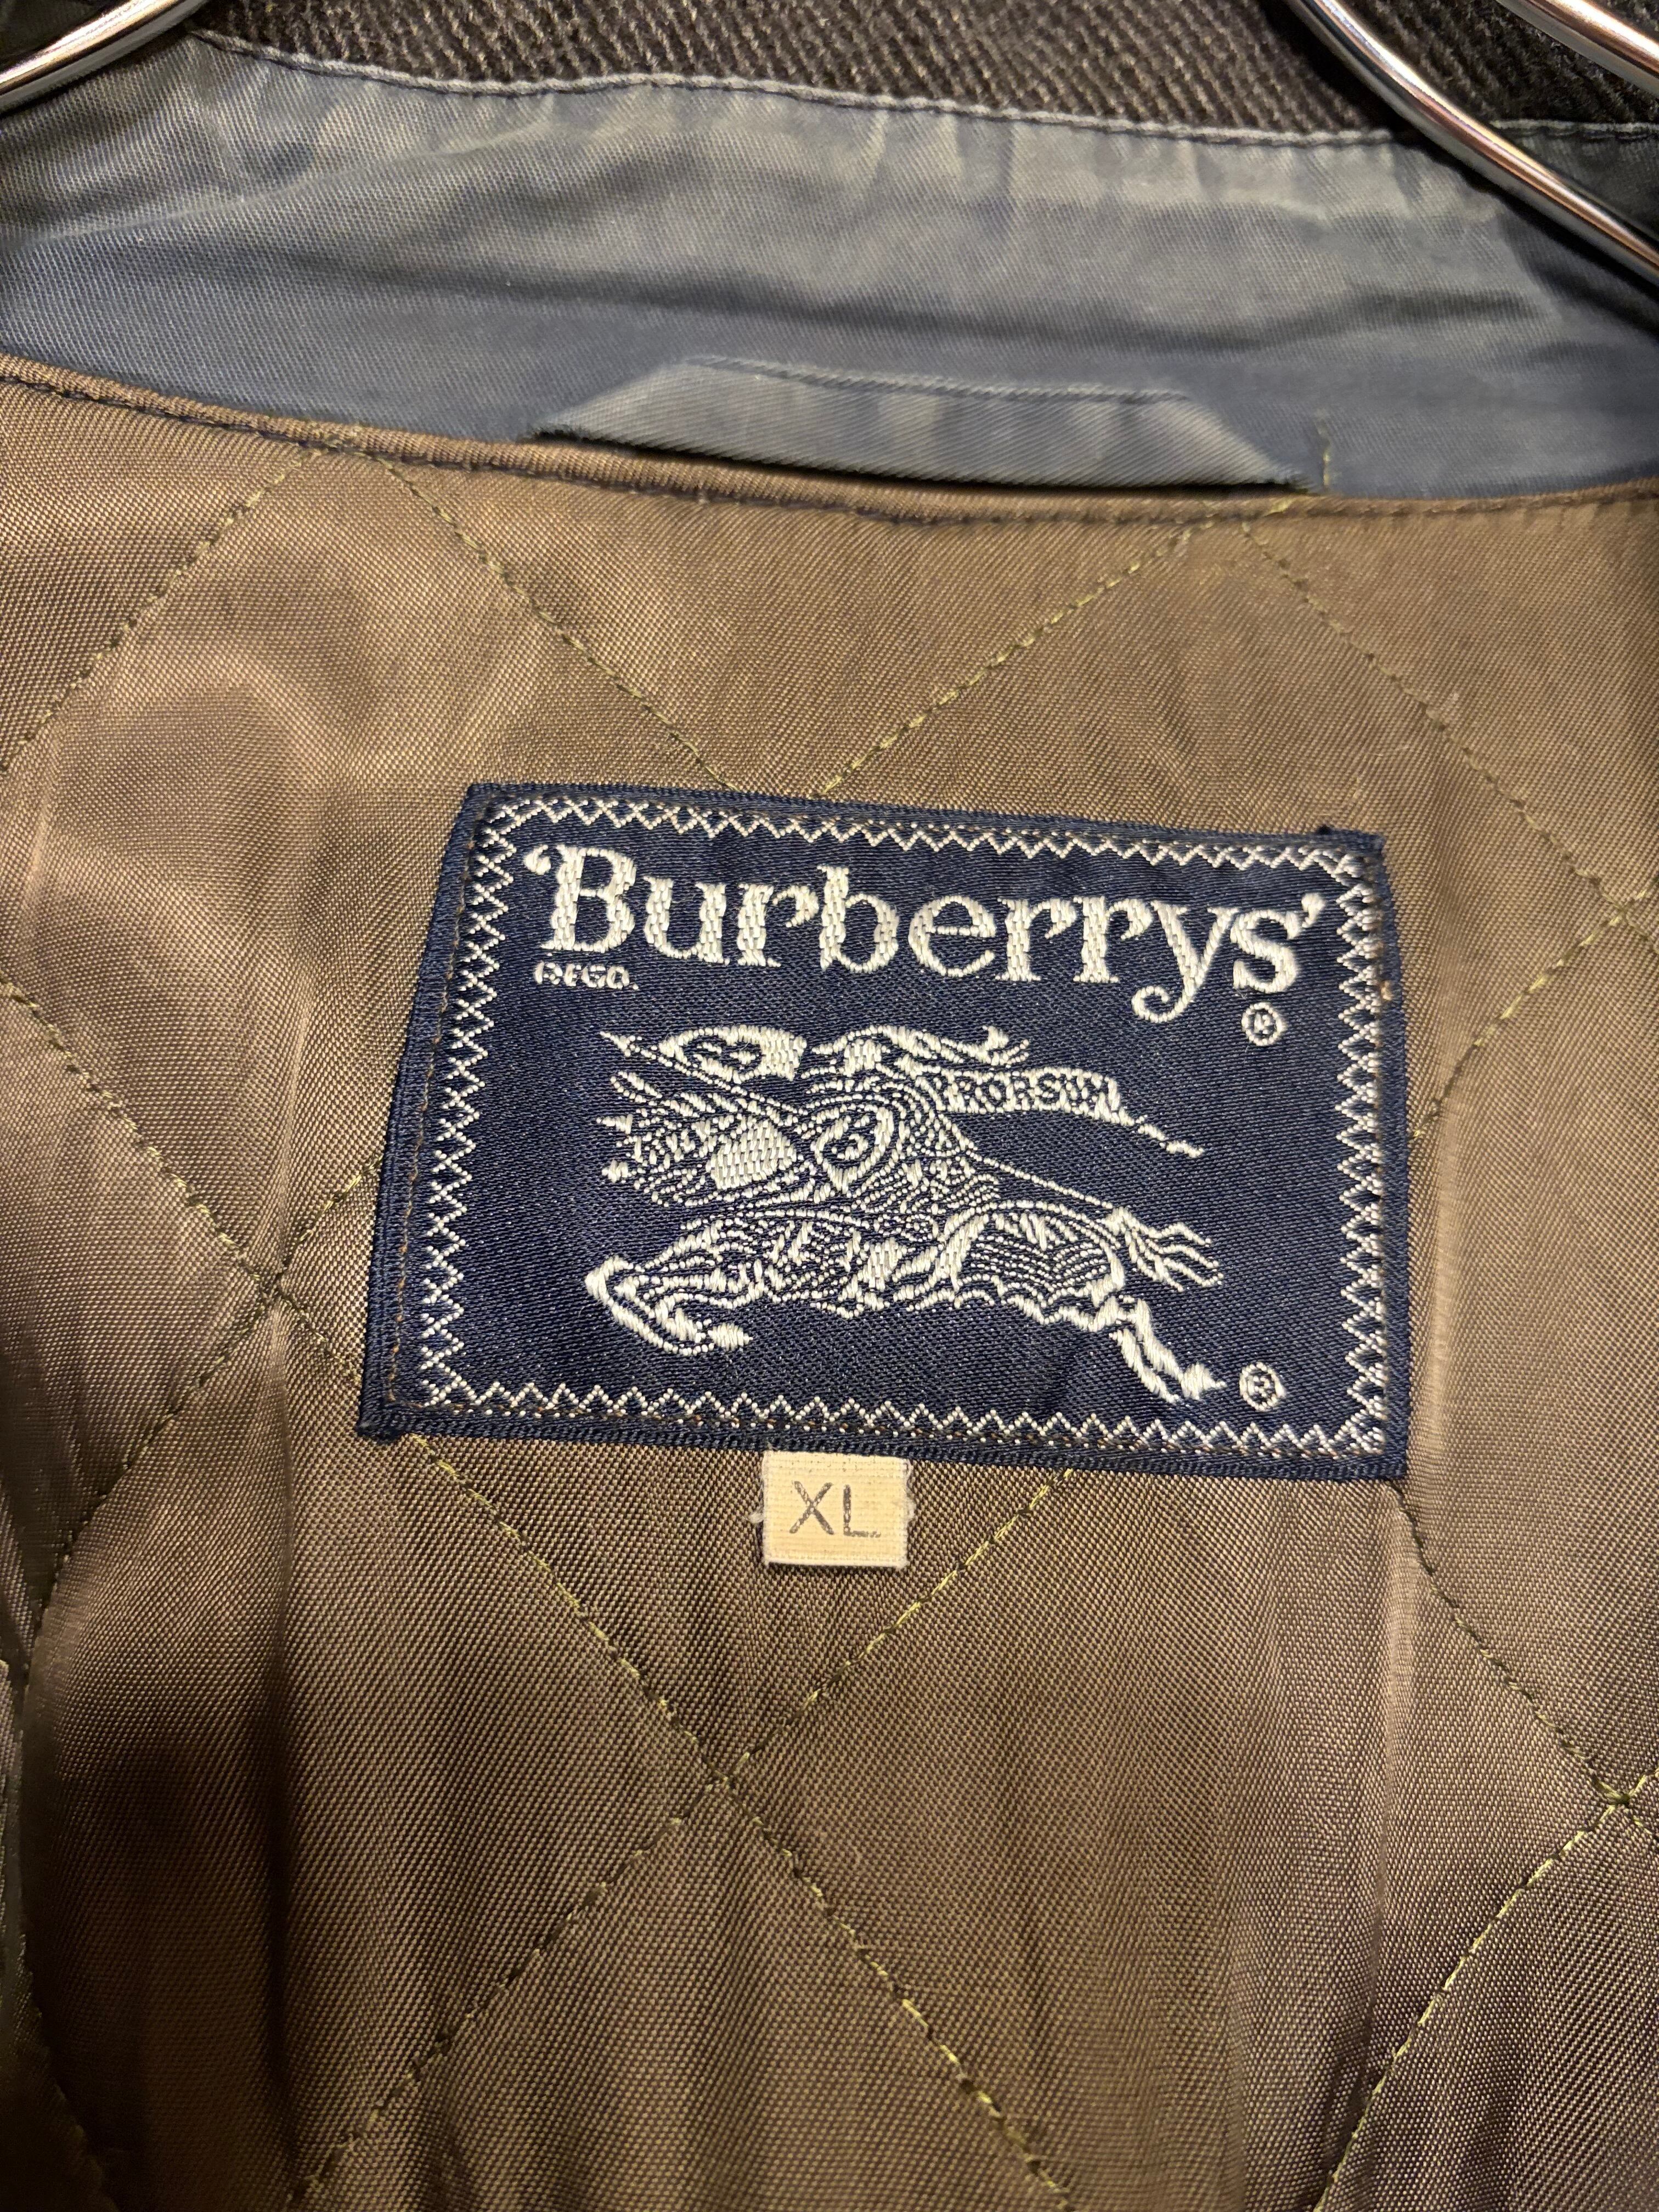 'Burberrys'
REGD.
®
PRORSUM
B
®
XL